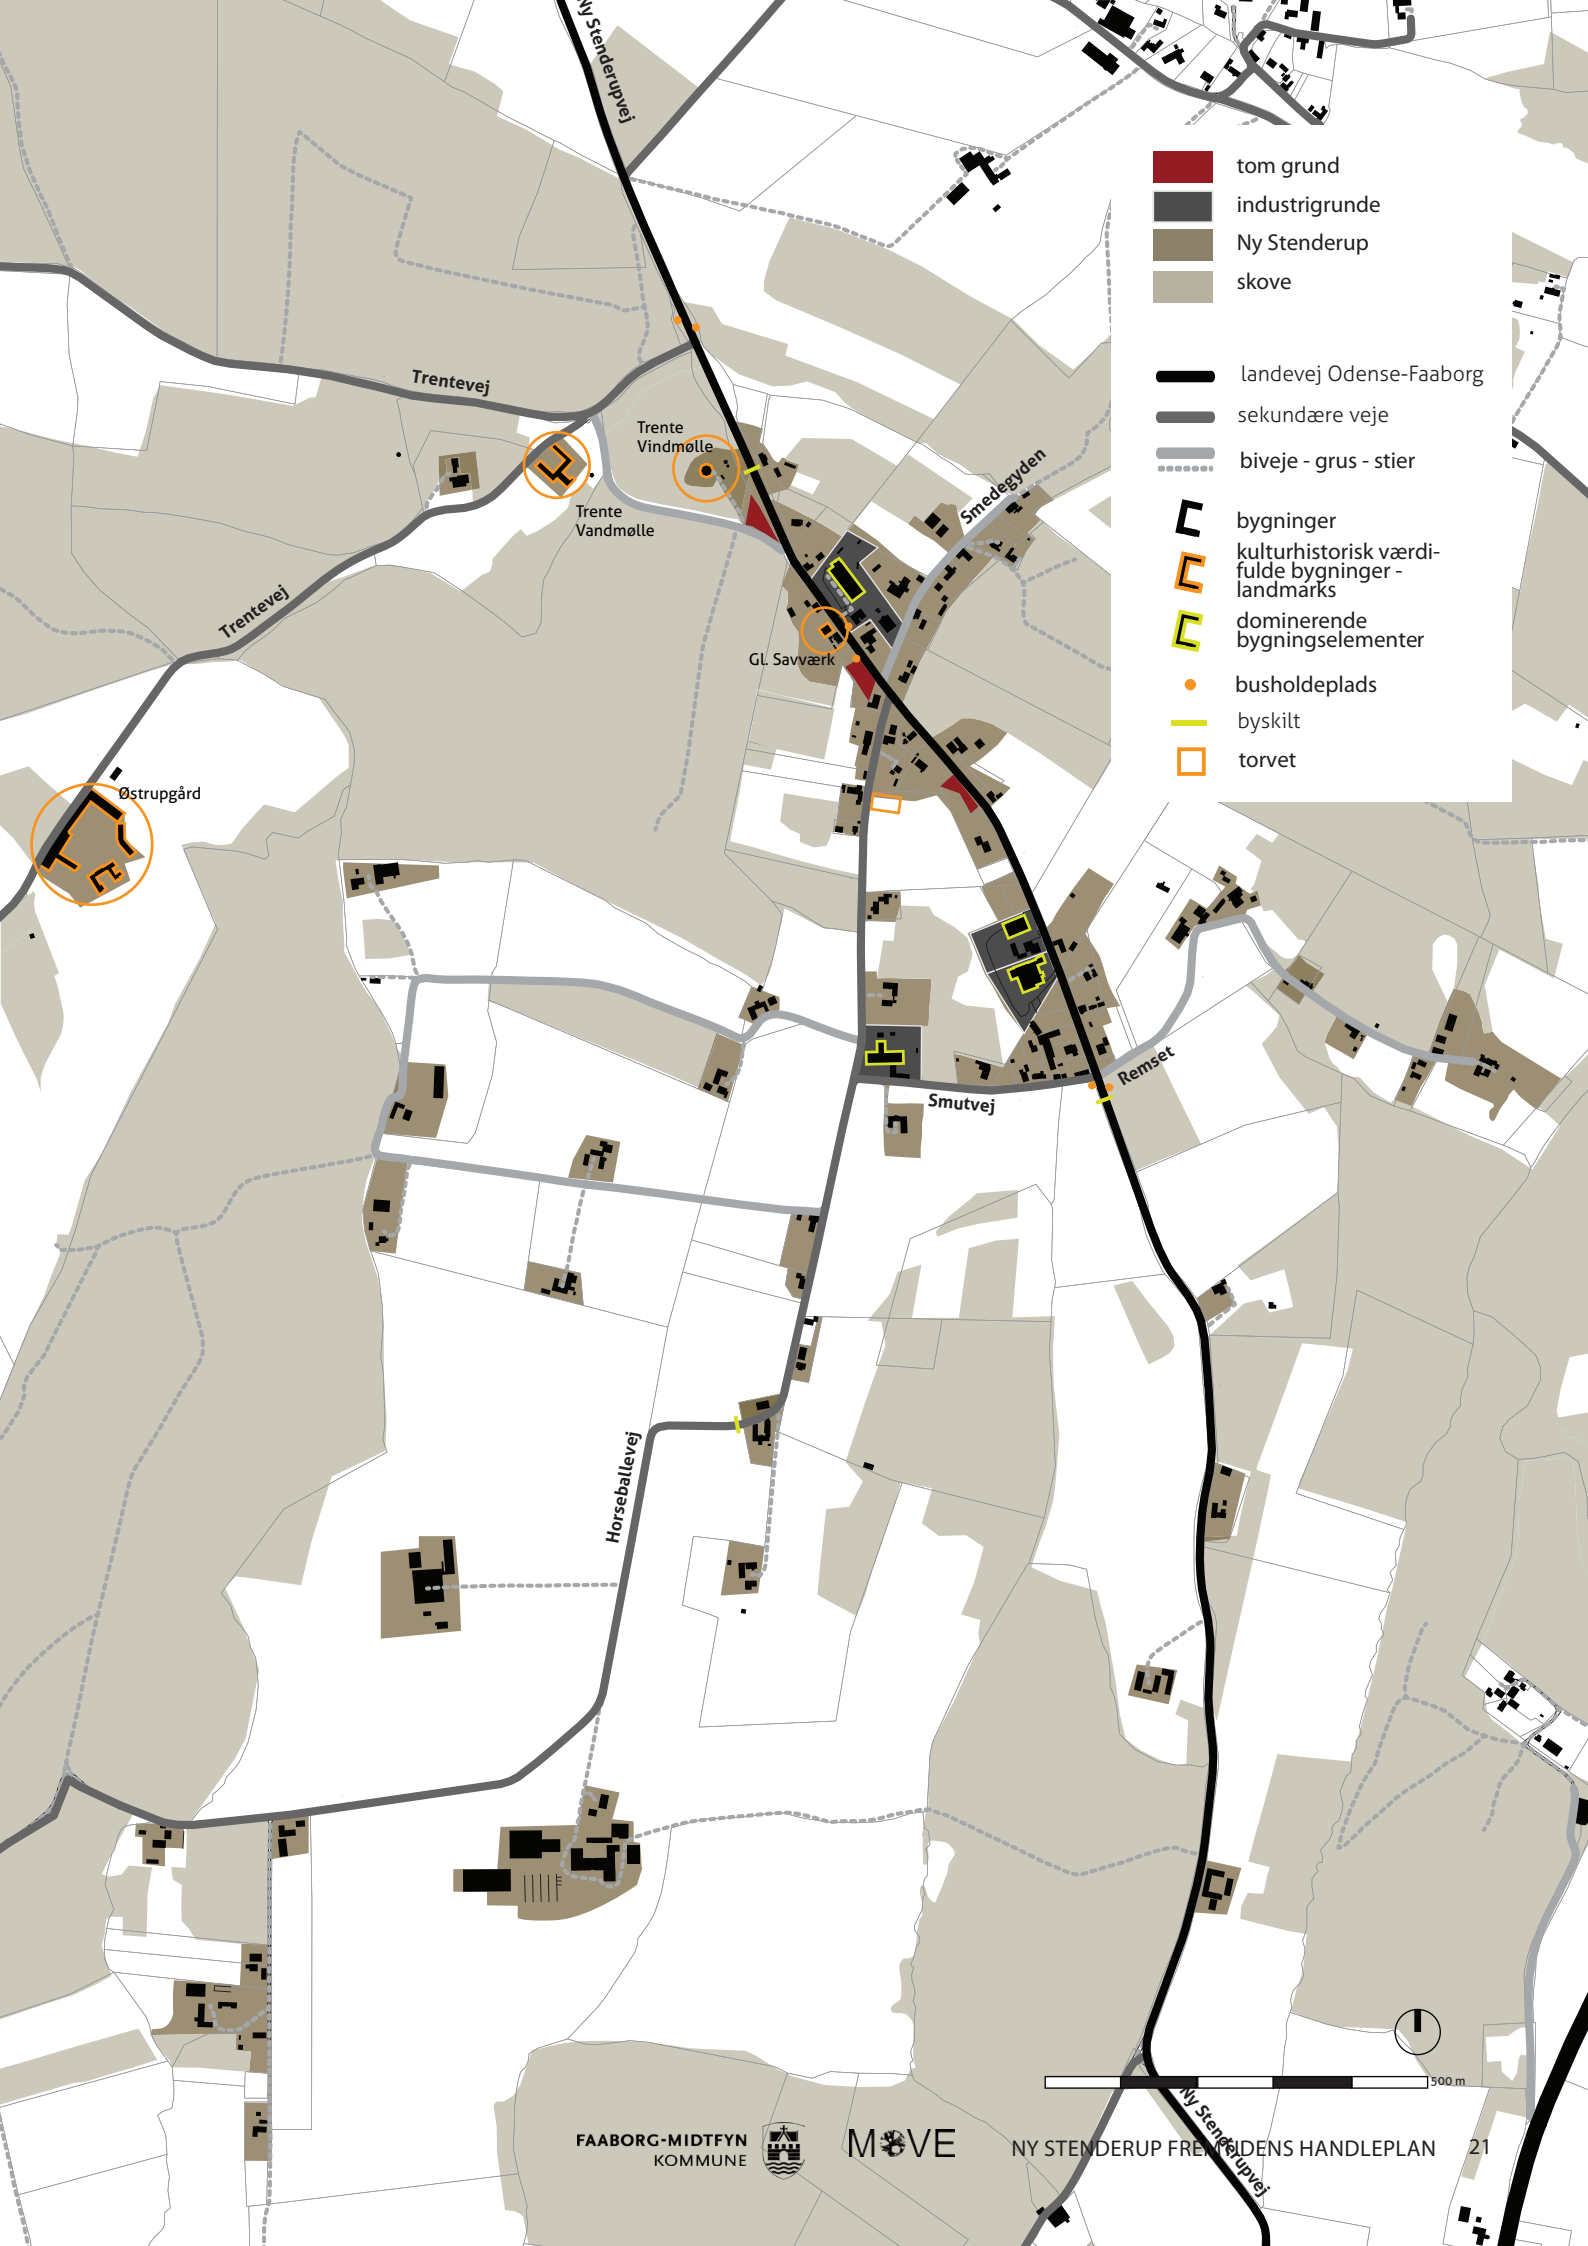 Ny Stenderupvej
tom grund
industrigrunde
Ny Stenderup
skove
landevej Odense-Faaborg
sekundære veje
biveje - grus - stier
bygninger
kulturhistorisk værdi-
fulde bygninger -
landmarks
dominerende
bygningselementer
busholdeplads
byskilt
torvet
Trentevej
Trente
Vindmølle
Smedegyden
Trente
Vandmølle
Trentevej
Gl. Savværk
Østrupgård
Remset
Smutvej
Horseballevej
500 m
Ny Stenderupvej
FAABORG-MIDTFYN
KOMMUNE
MOVE
NY STENDERUP FREMTIDENS HANDLEPLAN 21